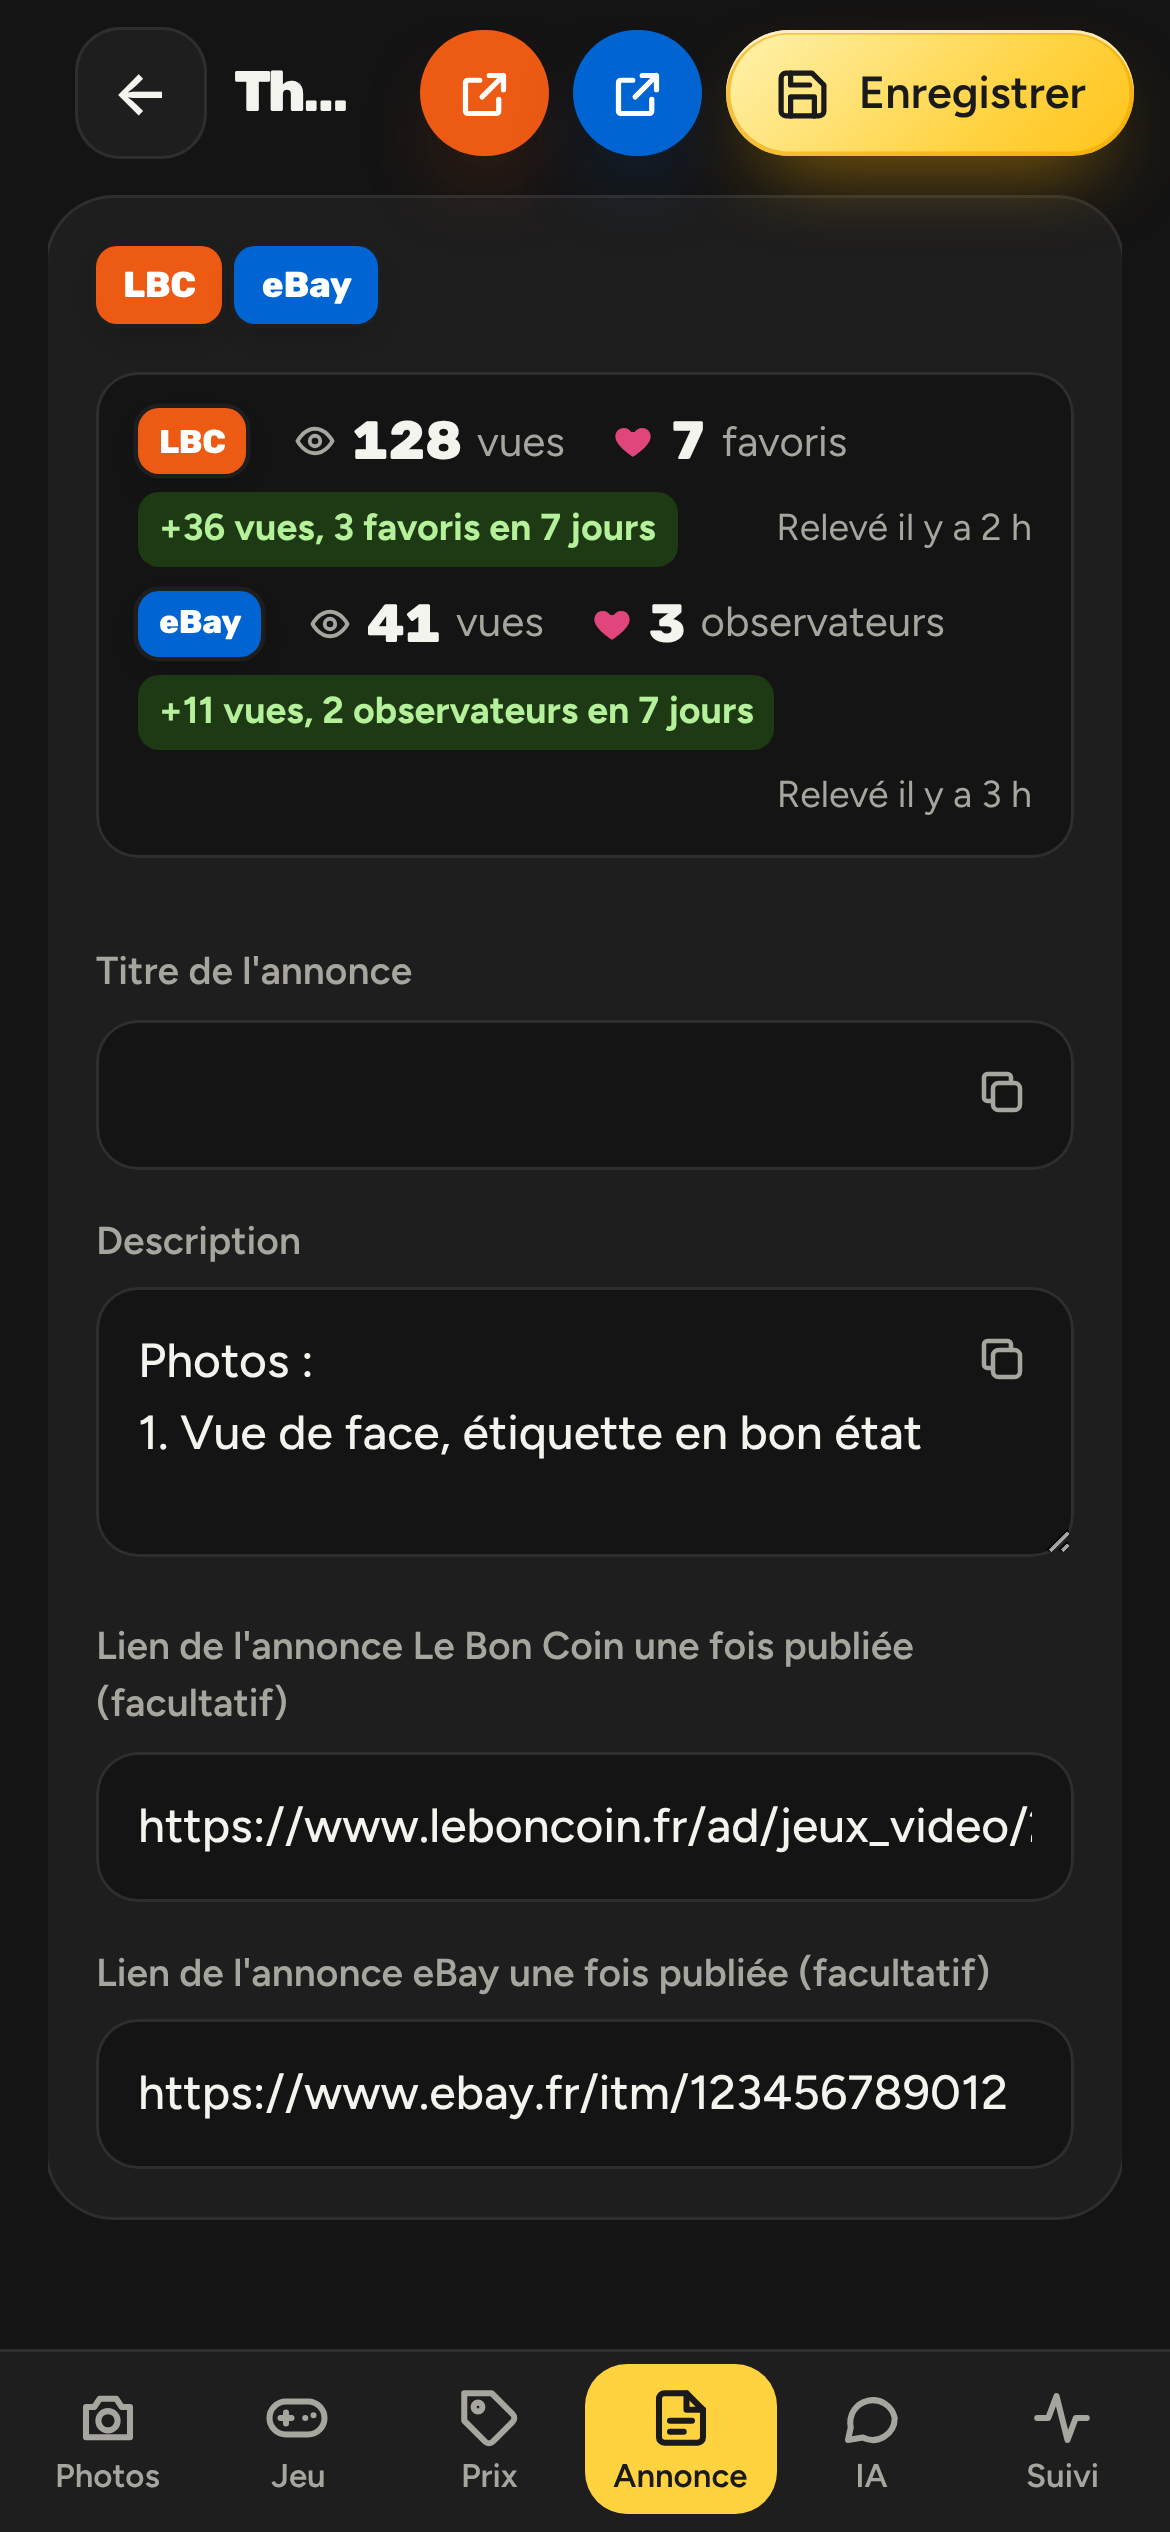 Th...
Enregistrer
LBC eBay
LBC 128 vues 7 favoris
+36 vues, 3 favoris en 7 jours Relevé il y a 2 h
eBay 41 vues 3 observateurs
+11 vues, 2 observateurs en 7 jours
Relevé il y a 3 h
Titre de l'annonce
Description
Photos :
1. Vue de face, étiquette en bon état
Lien de l'annonce Le Bon Coin une fois publiée
(facultatif)
https://www.leboncoin.fr/ad/jeux_video/
Lien de l'annonce eBay une fois publiée (facultatif)
https://www.ebay.fr/itm/123456789012
Photos Jeu Prix Annonce IA Suivi